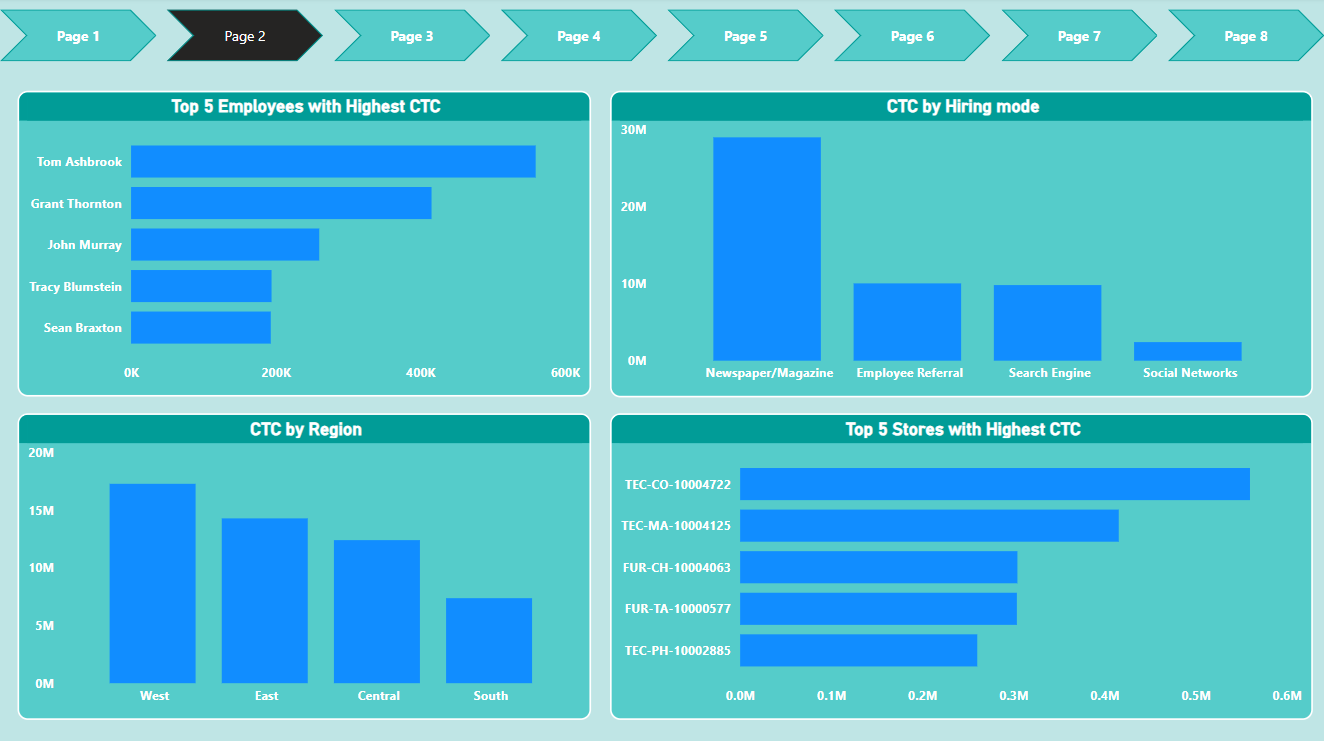 Page 1
Page 2
Page 3
Page 4
Page 5
Page 6
Page 7
Page 8
Top 5 Employees with Highest CTC
Tom Ashbrook
Grant Thornton
John Murray
Tracy Blumstein
Sean Braxton
0K 200K 400K 600K
CTC by Hiring mode
30M
20M
10M
0M
Newspaper/Magazine Employee Referral Search Engine Social Networks
CTC by Region
20M
15M
10M
5M
0M
West East Central South
Top 5 Stores with Highest CTC
TEC-CO-10004722
TEC-MA-10004125
FUR-CH-10004063
FUR-TA-10000577
TEC-PH-10002885
0.0M 0.1M 0.2M 0.3M 0.4M 0.5M 0.6M